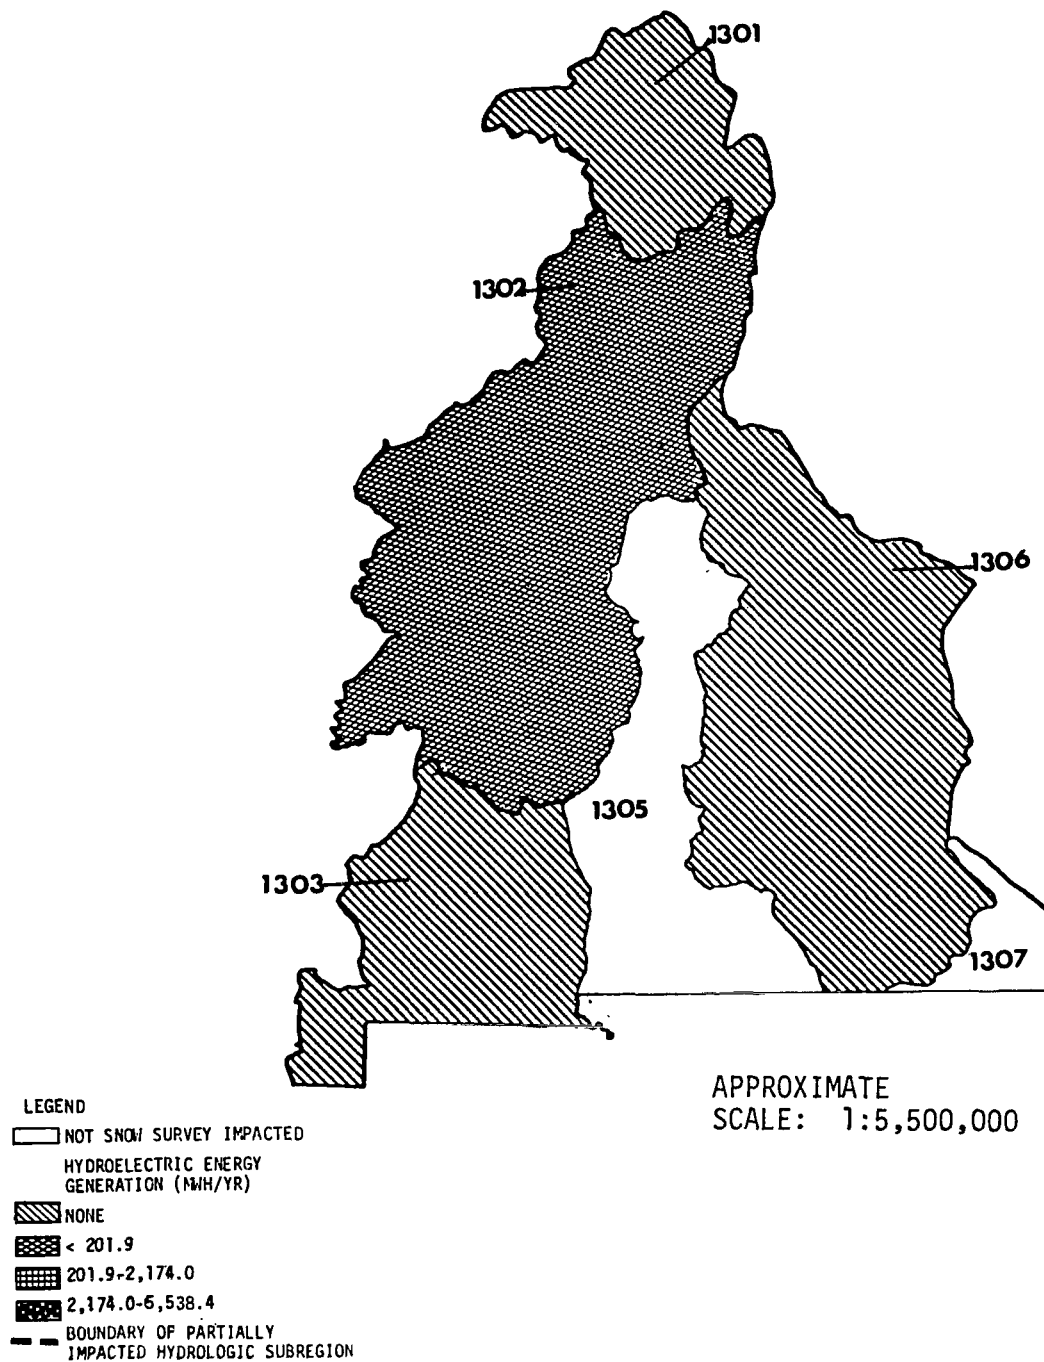 1301
1302
1306
1305
1303
1307
APPROXIMATE
SCALE: 1:5,500,000
LEGEND
NOT SNOW SURVEY IMPACTED
HYDROELECTRIC ENERGY
GENERATION (MWH/YR)
NONE
< 201.9
201.9-2,174.0
2,174.0-6,538.4
BOUNDARY OF PARTIALLY
IMPACTED HYDROLOGIC SUBREGION